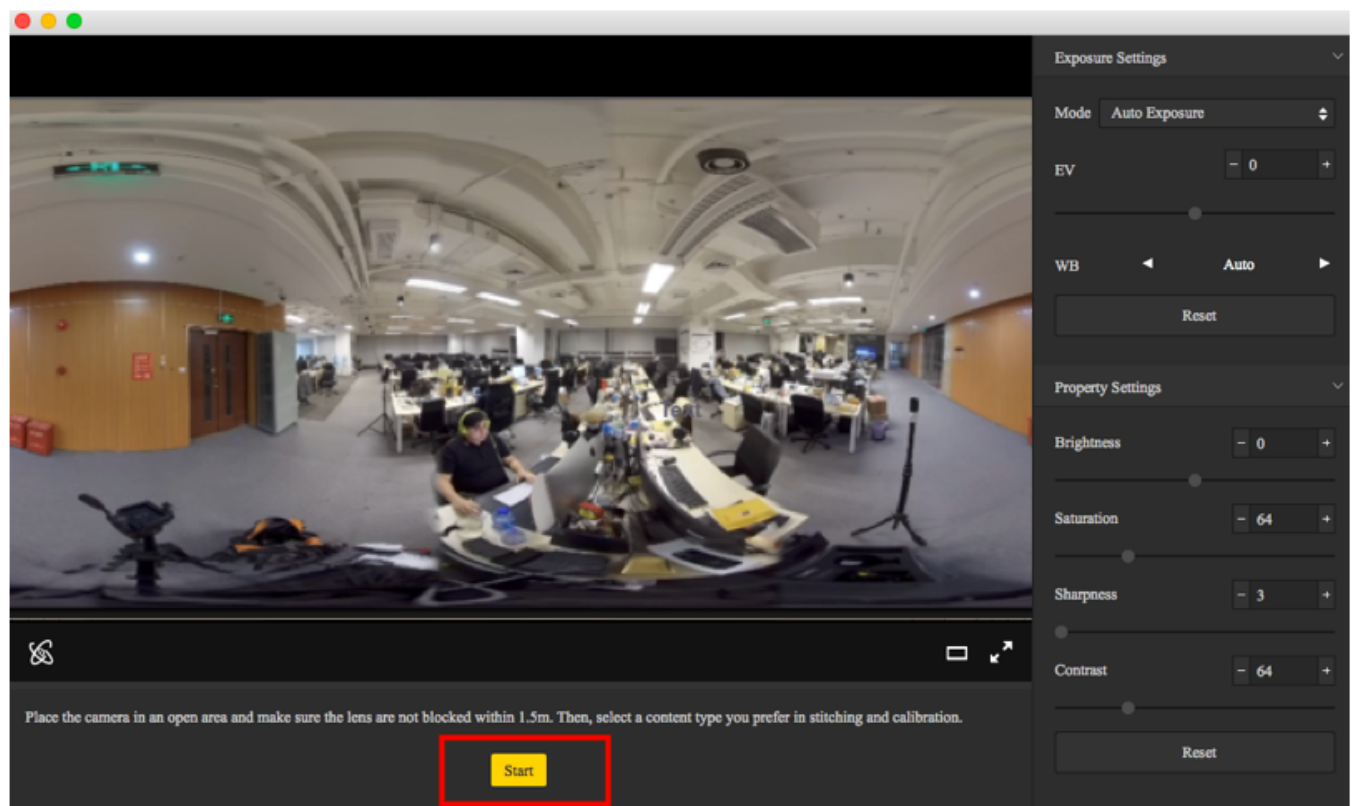 Exposure Settings
Mode Auto Exposure
EV - 0 +
WB Auto
Reset
Property Settings
Brightness - 0 +
Saturation - 64 +
Sharpness - 3 +
Contrast - 64 +
Reset
Text
Place the camera in an open area and make sure the lens are not blocked within 1.5m. Then, select a content type you prefer in stitching and calibration.
Start